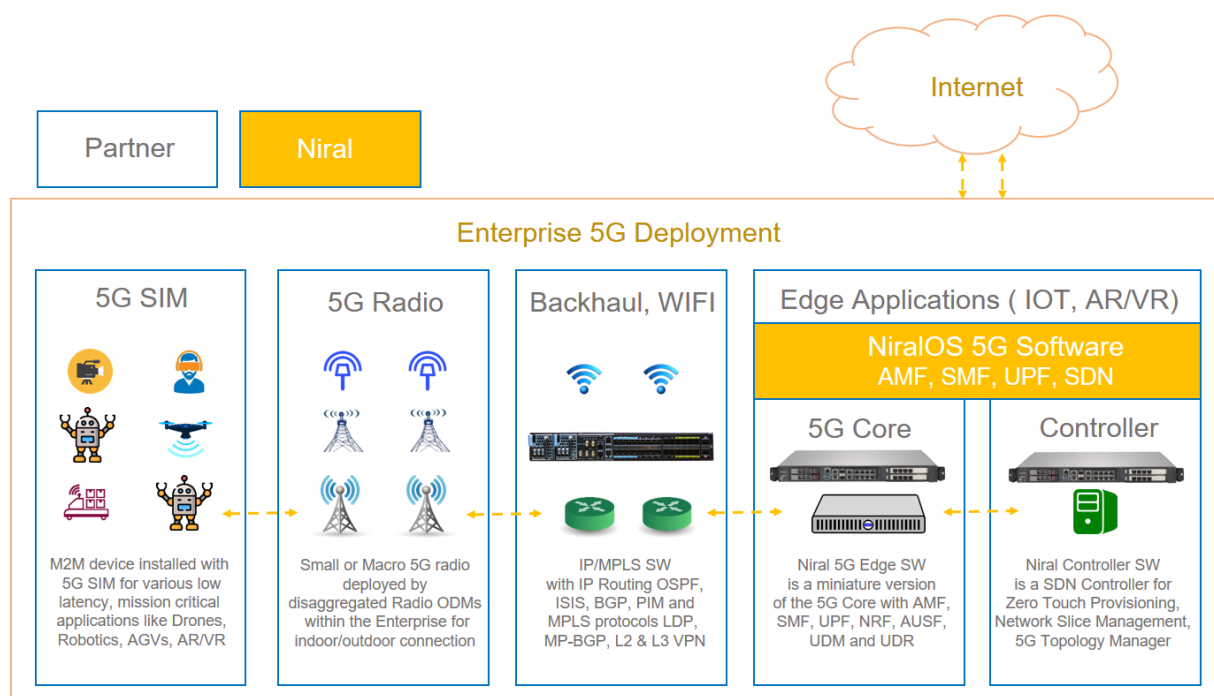 Internet
Partner
Niral
Enterprise 5G Deployment
5G SIM
5G Radio
Backhaul, WIFI
Edge Applications ( IOT, AR/VR)
NiralOS 5G Software
AMF, SMF, UPF, SDN
5G Core
Controller
M2M device installed with
5G SIM for various low
latency, mission critical
applications like Drones,
Robotics, AGVs, AR/VR
Small or Macro 5G radio
deployed by
disaggregated Radio ODMs
within the Enterprise for
indoor/outdoor connection
IP/MPLS SW
with IP Routing OSPF,
ISIS, BGP, PIM and
MPLS protocols LDP,
MP-BGP, L2 & L3 VPN
Niral 5G Edge SW
is a miniature version
of the 5G Core with AMF,
SMF, UPF, NRF, AUSF,
UDM and UDR
Niral Controller SW
is a SDN Controller for
Zero Touch Provisioning,
Network Slice Management,
5G Topology Manager